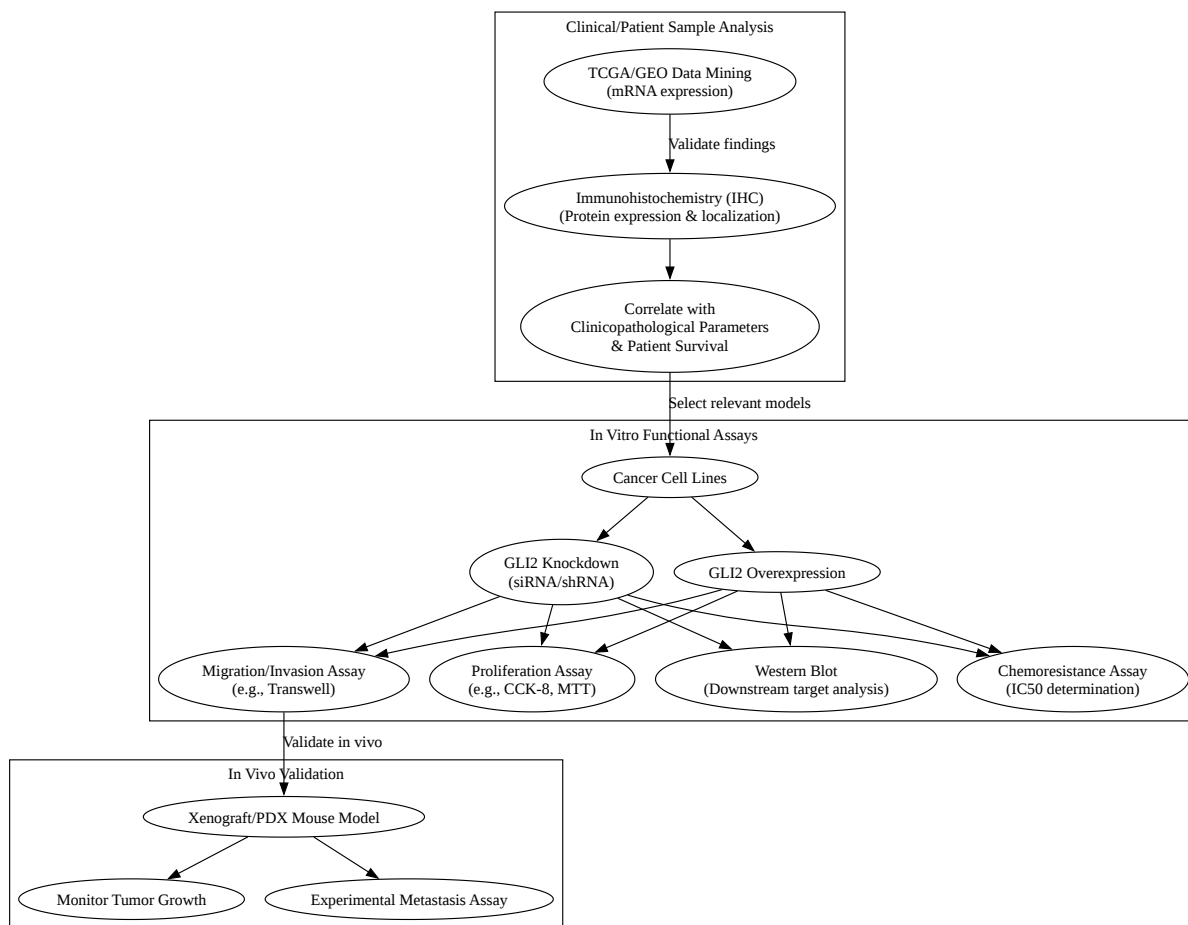 Clinical/Patient Sample Analysis
TCGA/GEO Data Mining
(mRNA expression)
Validate findings
Immunohistochemistry (IHC)
(Protein expression & localization)
Correlate with
Clinicopathological Parameters
& Patient Survival
Select relevant models
In Vitro Functional Assays
Cancer Cell Lines
GLI2 Knockdown
(siRNA/shRNA)
GLI2 Overexpression
Migration/Invasion Assay
(e.g., Transwell)
Proliferation Assay
(e.g., CCK-8, MTT)
Western Blot
(Downstream target analysis)
Chemoresistance Assay
(IC50 determination)
Validate in vivo
In Vivo Validation
Xenograft/PDX Mouse Model
Monitor Tumor Growth
Experimental Metastasis Assay